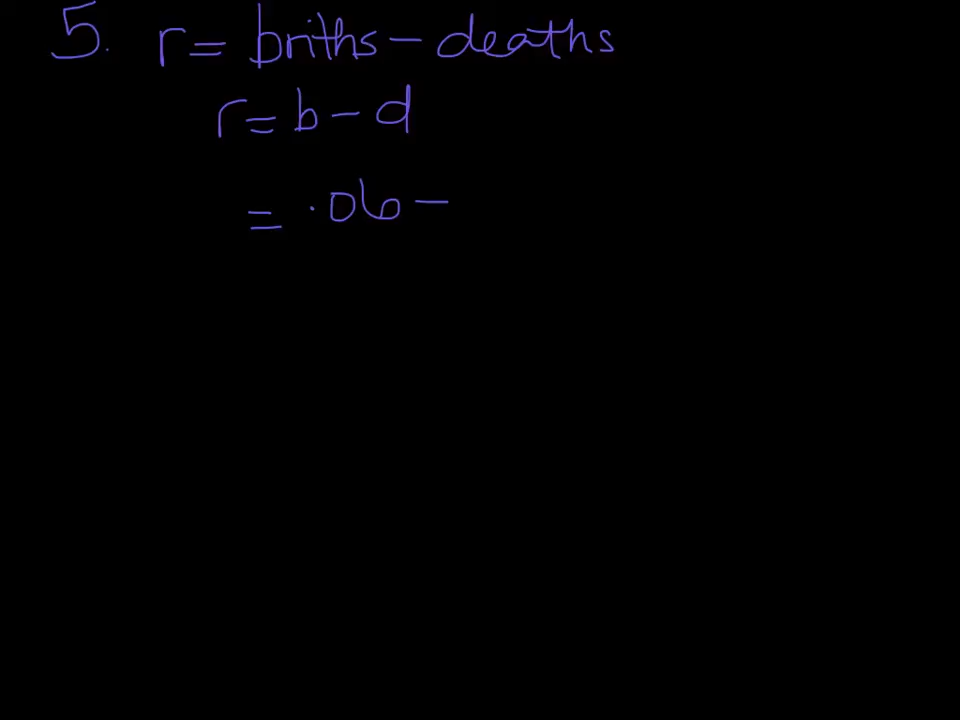 5. r = briths - deaths
r = b - d
= .06 -